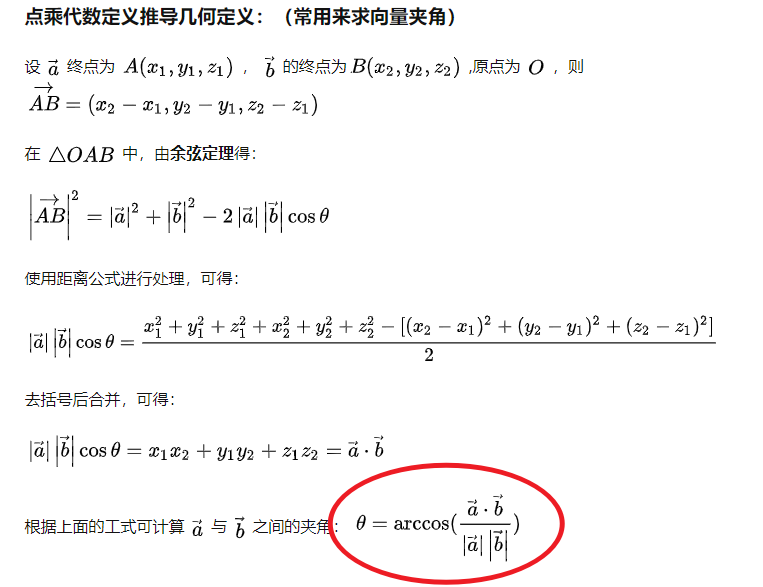 点乘代数定义推导几何定义：（常用来求向量夹角）
设 $\vec{a}$ 终点为 $A(x_1,y_1,z_1)$ ， $\vec{b}$ 的终点为 $B(x_2,y_2,z_2)$ ,原点为 $O$ ，则
$\overrightarrow{AB}=(x_2-x_1,y_2-y_1,z_2-z_1)$
在 $\triangle OAB$ 中，由余弦定理得：
$\left|\overrightarrow{AB}\right|^2=|\vec{a}|^2+\left|\vec{b}\right|^2-2|\vec{a}|\left|\vec{b}\right|\cos\theta$
使用距离公式进行处理，可得：
$|\vec{a}|\left|\vec{b}\right|\cos\theta=\frac{x_1^2+y_1^2+z_1^2+x_2^2+y_2^2+z_2^2-[(x_2-x_1)^2+(y_2-y_1)^2+(z_2-z_1)^2]}{2}$
去括号后合并，可得：
$|\vec{a}|\left|\vec{b}\right|\cos\theta=x_1x_2+y_1y_2+z_1z_2=\vec{a}\cdot\vec{b}$
根据上面的工式可计算 $\vec{a}$ 与 $\vec{b}$ 之间的夹角： $\theta=\arccos(\frac{\vec{a}\cdot\vec{b}}{|\vec{a}|\left|\vec{b}\right|})$